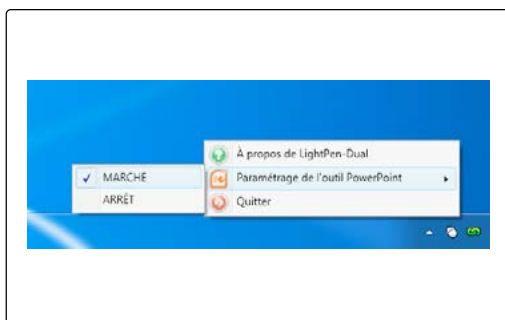 À propos de LightPen-Dual
MARCHE
Paramétrage de l'outil PowerPoint
ARRÊT
Quitter